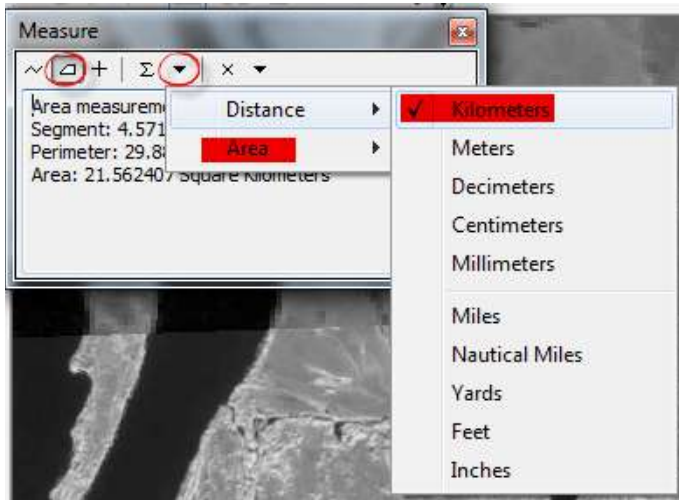 Measure
Σ
Area measurem
Segment: 4.571
Perimeter: 29.8
Area: 21.562407 Square Kilometers
Distance
Area
Kilometers
Meters
Decimeters
Centimeters
Millimeters
Miles
Nautical Miles
Yards
Feet
Inches